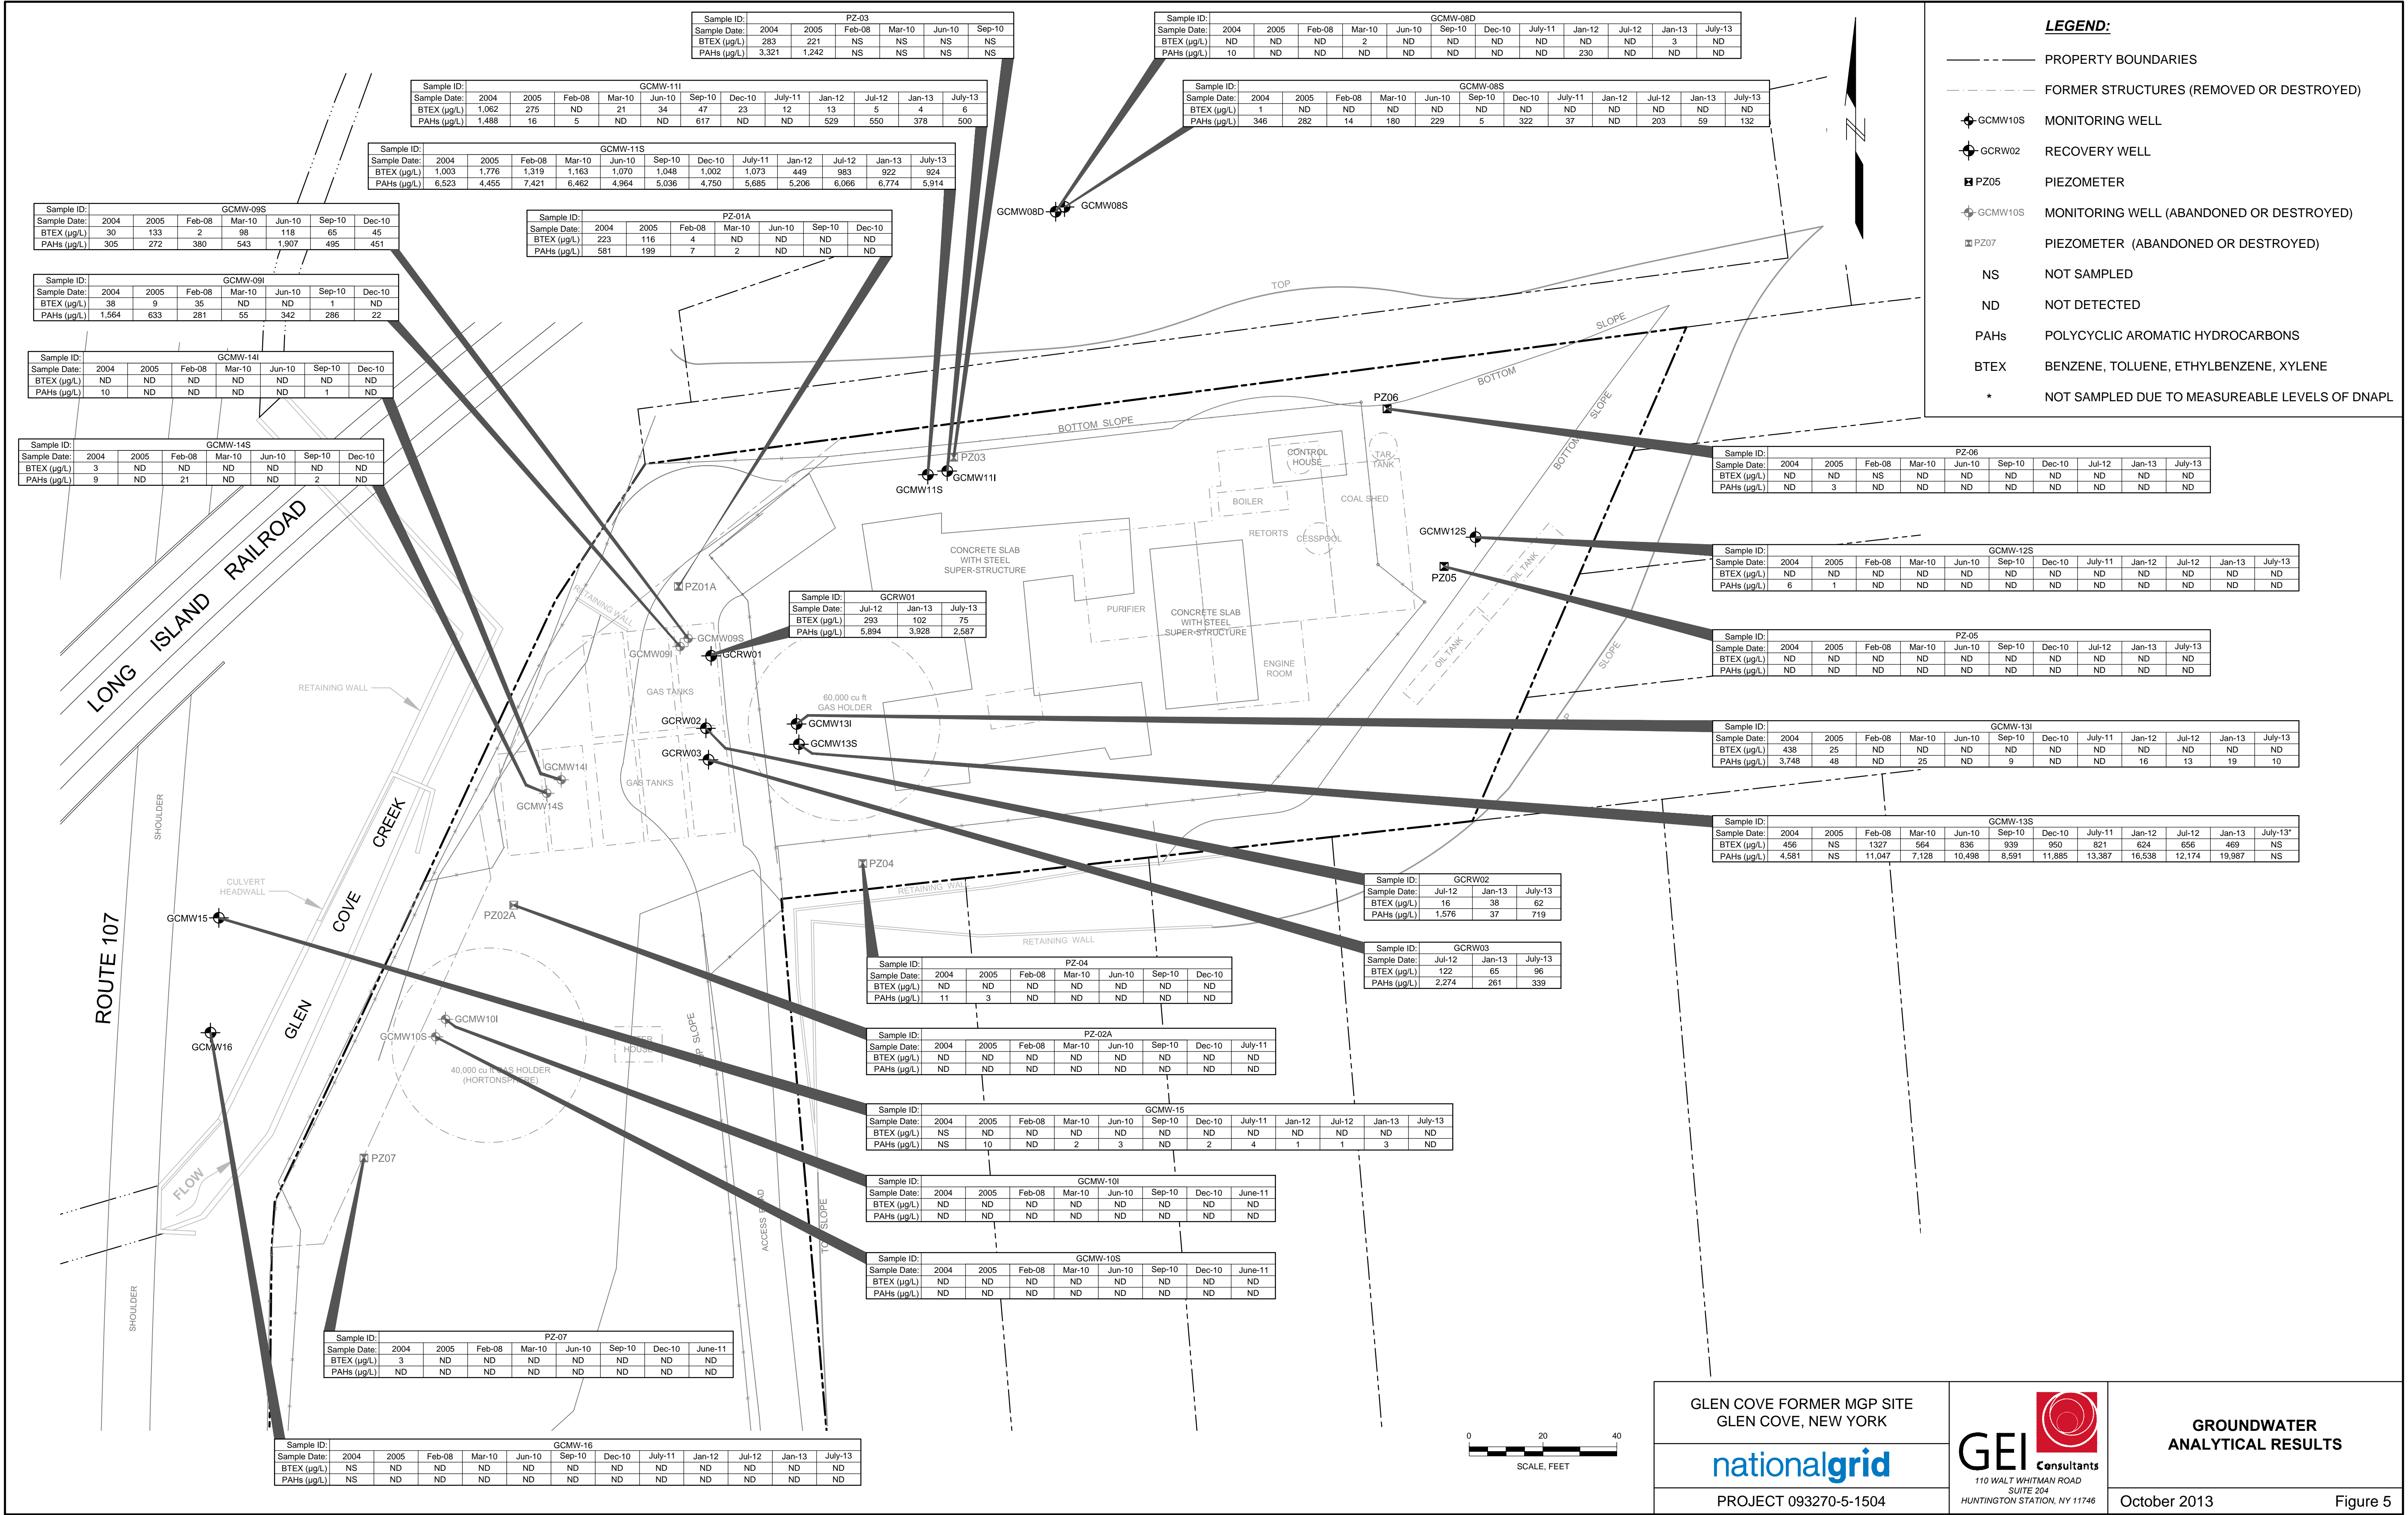 Sample ID: PZ-03
Sample Date: 2004 2005 Feb-08 Mar-10 Jun-10 Sep-10
BTEX (µg/L) 283 221 NS NS NS NS
PAHs (µg/L) 3,321 1,242 NS NS NS NS
Sample ID: GCMW-08D
Sample Date: 2004 2005 Feb-08 Mar-10 Jun-10 Sep-10 Dec-10 July-11 Jan-12 Jul-12 Jan-13 July-13
BTEX (µg/L) ND ND ND 2 ND ND ND ND ND ND 3 ND
PAHs (µg/L) 10 ND ND ND ND ND ND ND 230 ND ND ND
Sample ID: GCMW-11I
Sample Date: 2004 2005 Feb-08 Mar-10 Jun-10 Sep-10 Dec-10 July-11 Jan-12 Jul-12 Jan-13 July-13
BTEX (µg/L) 1,062 275 ND 21 34 47 23 12 13 5 4 6
PAHs (µg/L) 1,488 16 5 ND ND 617 ND ND 529 550 378 500
Sample ID: GCMW-08S
Sample Date: 2004 2005 Feb-08 Mar-10 Jun-10 Sep-10 Dec-10 July-11 Jan-12 Jul-12 Jan-13 July-13
BTEX (µg/L) 1 ND ND ND ND ND ND ND ND ND ND ND
PAHs (µg/L) 346 282 14 180 229 5 322 37 ND 203 59 132
Sample ID: GCMW-11S
Sample Date: 2004 2005 Feb-08 Mar-10 Jun-10 Sep-10 Dec-10 July-11 Jan-12 Jul-12 Jan-13 July-13
BTEX (µg/L) 1,003 1,776 1,319 1,163 1,070 1,048 1,002 1,073 449 983 922 924
PAHs (µg/L) 6,523 4,455 7,421 6,462 4,964 5,036 4,750 5,685 5,206 6,066 6,774 5,914
Sample ID: GCMW-09S
Sample Date: 2004 2005 Feb-08 Mar-10 Jun-10 Sep-10 Dec-10
BTEX (µg/L) 30 133 2 98 118 65 45
PAHs (µg/L) 305 272 380 543 1,907 495 451
Sample ID: PZ-01A
Sample Date: 2004 2005 Feb-08 Mar-10 Jun-10 Sep-10 Dec-10
BTEX (µg/L) 223 116 4 ND ND ND ND
PAHs (µg/L) 581 199 7 2 ND ND ND
Sample ID: GCMW-09I
Sample Date: 2004 2005 Feb-08 Mar-10 Jun-10 Sep-10 Dec-10
BTEX (µg/L) 38 9 35 ND ND 1 ND
PAHs (µg/L) 1,564 633 281 55 342 286 22
Sample ID: GCMW-14I
Sample Date: 2004 2005 Feb-08 Mar-10 Jun-10 Sep-10 Dec-10
BTEX (µg/L) ND ND ND ND ND ND ND
PAHs (µg/L) 10 ND ND ND ND 1 ND
Sample ID: GCMW-14S
Sample Date: 2004 2005 Feb-08 Mar-10 Jun-10 Sep-10 Dec-10
BTEX (µg/L) 3 ND ND ND ND ND ND
PAHs (µg/L) 9 ND 21 ND ND 2 ND
LEGEND:
PROPERTY BOUNDARIES
FORMER STRUCTURES (REMOVED OR DESTROYED)
GCMW10S MONITORING WELL
GCRW02 RECOVERY WELL
PZ05 PIEZOMETER
GCMW10S MONITORING WELL (ABANDONED OR DESTROYED)
PZ07 PIEZOMETER (ABANDONED OR DESTROYED)
NS NOT SAMPLED
ND NOT DETECTED
PAHs POLYCYCLIC AROMATIC HYDROCARBONS
BTEX BENZENE, TOLUENE, ETHYLBENZENE, XYLENE
* NOT SAMPLED DUE TO MEASUREABLE LEVELS OF DNAPL
N
GCMW08D
GCMW08S
TOP
SLOPE
BOTTOM
BOTTOM SLOPE
BOTTOM
SLOPE
SLOPE
PZ06
PZ03
GCMW11I
GCMW11S
CONTROL
HOUSE
TAR
TANK
BOILER
COAL SHED
RETORTS
CESSPOOL
GCMW12S
PZ05
OIL TANK
OIL TANK
CONCRETE SLAB
WITH STEEL
SUPER-STRUCTURE
PURIFIER
CONCRETE SLAB
WITH STEEL
SUPER-STRUCTURE
ENGINE
ROOM
PZ01A
RETAINING WALL
GCMW09S
GCMW09I
GCRW01
GAS TANKS
GCRW02
GCRW03
GAS TANKS
60,000 cu ft
GAS HOLDER
GCMW13I
GCMW13S
GCMW14I
GCMW14S
LONG ISLAND RAILROAD
RETAINING WALL
SHOULDER
CULVERT
HEADWALL
GLEN COVE CREEK
ROUTE 107
GCMW15
GCMW16
FLOW
SHOULDER
PZ02A
PZ04
RETAINING WALL
RETAINING WALL
GCMW10I
GCMW10S
40,000 cu ft GAS HOLDER
(HORTONSPHERE)
HOUSE
SLOPE
ACCESS
SLOPE
PZ07
Sample ID: GCRW01
Sample Date: Jul-12 Jan-13 July-13
BTEX (µg/L) 293 102 75
PAHs (µg/L) 5,894 3,928 2,587
Sample ID: PZ-06
Sample Date: 2004 2005 Feb-08 Mar-10 Jun-10 Sep-10 Dec-10 Jul-12 Jan-13 July-13
BTEX (µg/L) ND ND NS ND ND ND ND ND ND ND
PAHs (µg/L) ND 3 ND ND ND ND ND ND ND ND
Sample ID: GCMW-12S
Sample Date: 2004 2005 Feb-08 Mar-10 Jun-10 Sep-10 Dec-10 July-11 Jan-12 Jul-12 Jan-13 July-13
BTEX (µg/L) ND ND ND ND ND ND ND ND ND ND ND ND
PAHs (µg/L) 6 1 ND ND ND ND ND ND ND ND ND ND
Sample ID: PZ-05
Sample Date: 2004 2005 Feb-08 Mar-10 Jun-10 Sep-10 Dec-10 Jul-12 Jan-13 July-13
BTEX (µg/L) ND ND ND ND ND ND ND ND ND ND
PAHs (µg/L) ND ND ND ND ND ND ND ND ND ND
Sample ID: GCMW-13I
Sample Date: 2004 2005 Feb-08 Mar-10 Jun-10 Sep-10 Dec-10 July-11 Jan-12 Jul-12 Jan-13 July-13
BTEX (µg/L) 438 25 ND ND ND ND ND ND ND ND ND ND
PAHs (µg/L) 3,748 48 ND 25 ND 9 ND ND 16 13 19 10
Sample ID: GCMW-13S
Sample Date: 2004 2005 Feb-08 Mar-10 Jun-10 Sep-10 Dec-10 July-11 Jan-12 Jul-12 Jan-13 July-13*
BTEX (µg/L) 456 NS 1327 564 836 939 950 821 624 656 469 NS
PAHs (µg/L) 4,581 NS 11,047 7,128 10,498 8,591 11,885 13,387 16,538 12,174 19,987 NS
Sample ID: GCRW02
Sample Date: Jul-12 Jan-13 July-13
BTEX (µg/L) 16 38 62
PAHs (µg/L) 1,576 37 719
Sample ID: GCRW03
Sample Date: Jul-12 Jan-13 July-13
BTEX (µg/L) 122 65 96
PAHs (µg/L) 2,274 261 339
Sample ID: PZ-04
Sample Date: 2004 2005 Feb-08 Mar-10 Jun-10 Sep-10 Dec-10
BTEX (µg/L) ND ND ND ND ND ND ND
PAHs (µg/L) 11 3 ND ND ND ND ND
Sample ID: PZ-02A
Sample Date: 2004 2005 Feb-08 Mar-10 Jun-10 Sep-10 Dec-10 July-11
BTEX (µg/L) ND ND ND ND ND ND ND ND
PAHs (µg/L) ND ND ND ND ND ND ND ND
Sample ID: GCMW-15
Sample Date: 2004 2005 Feb-08 Mar-10 Jun-10 Sep-10 Dec-10 July-11 Jan-12 Jul-12 Jan-13 July-13
BTEX (µg/L) NS ND ND ND ND ND ND ND ND ND ND ND
PAHs (µg/L) NS 10 ND 2 3 ND 2 4 1 1 3 ND
Sample ID: GCMW-10I
Sample Date: 2004 2005 Feb-08 Mar-10 Jun-10 Sep-10 Dec-10 June-11
BTEX (µg/L) ND ND ND ND ND ND ND ND
PAHs (µg/L) ND ND ND ND ND ND ND ND
Sample ID: GCMW-10S
Sample Date: 2004 2005 Feb-08 Mar-10 Jun-10 Sep-10 Dec-10 June-11
BTEX (µg/L) ND ND ND ND ND ND ND ND
PAHs (µg/L) ND ND ND ND ND ND ND ND
Sample ID: PZ-07
Sample Date: 2004 2005 Feb-08 Mar-10 Jun-10 Sep-10 Dec-10 June-11
BTEX (µg/L) 3 ND ND ND ND ND ND ND
PAHs (µg/L) ND ND ND ND ND ND ND ND
Sample ID: GCMW-16
Sample Date: 2004 2005 Feb-08 Mar-10 Jun-10 Sep-10 Dec-10 July-11 Jan-12 Jul-12 Jan-13 July-13
BTEX (µg/L) NS ND ND ND ND ND ND ND ND ND ND ND
PAHs (µg/L) NS ND ND ND ND ND ND ND ND ND ND ND
0 20 40
SCALE, FEET
GLEN COVE FORMER MGP SITE
GLEN COVE, NEW YORK
nationalgrid
PROJECT 093270-5-1504
GEI Consultants
110 WALT WHITMAN ROAD
SUITE 204
HUNTINGTON STATION, NY 11746
GROUNDWATER
ANALYTICAL RESULTS
October 2013 Figure 5